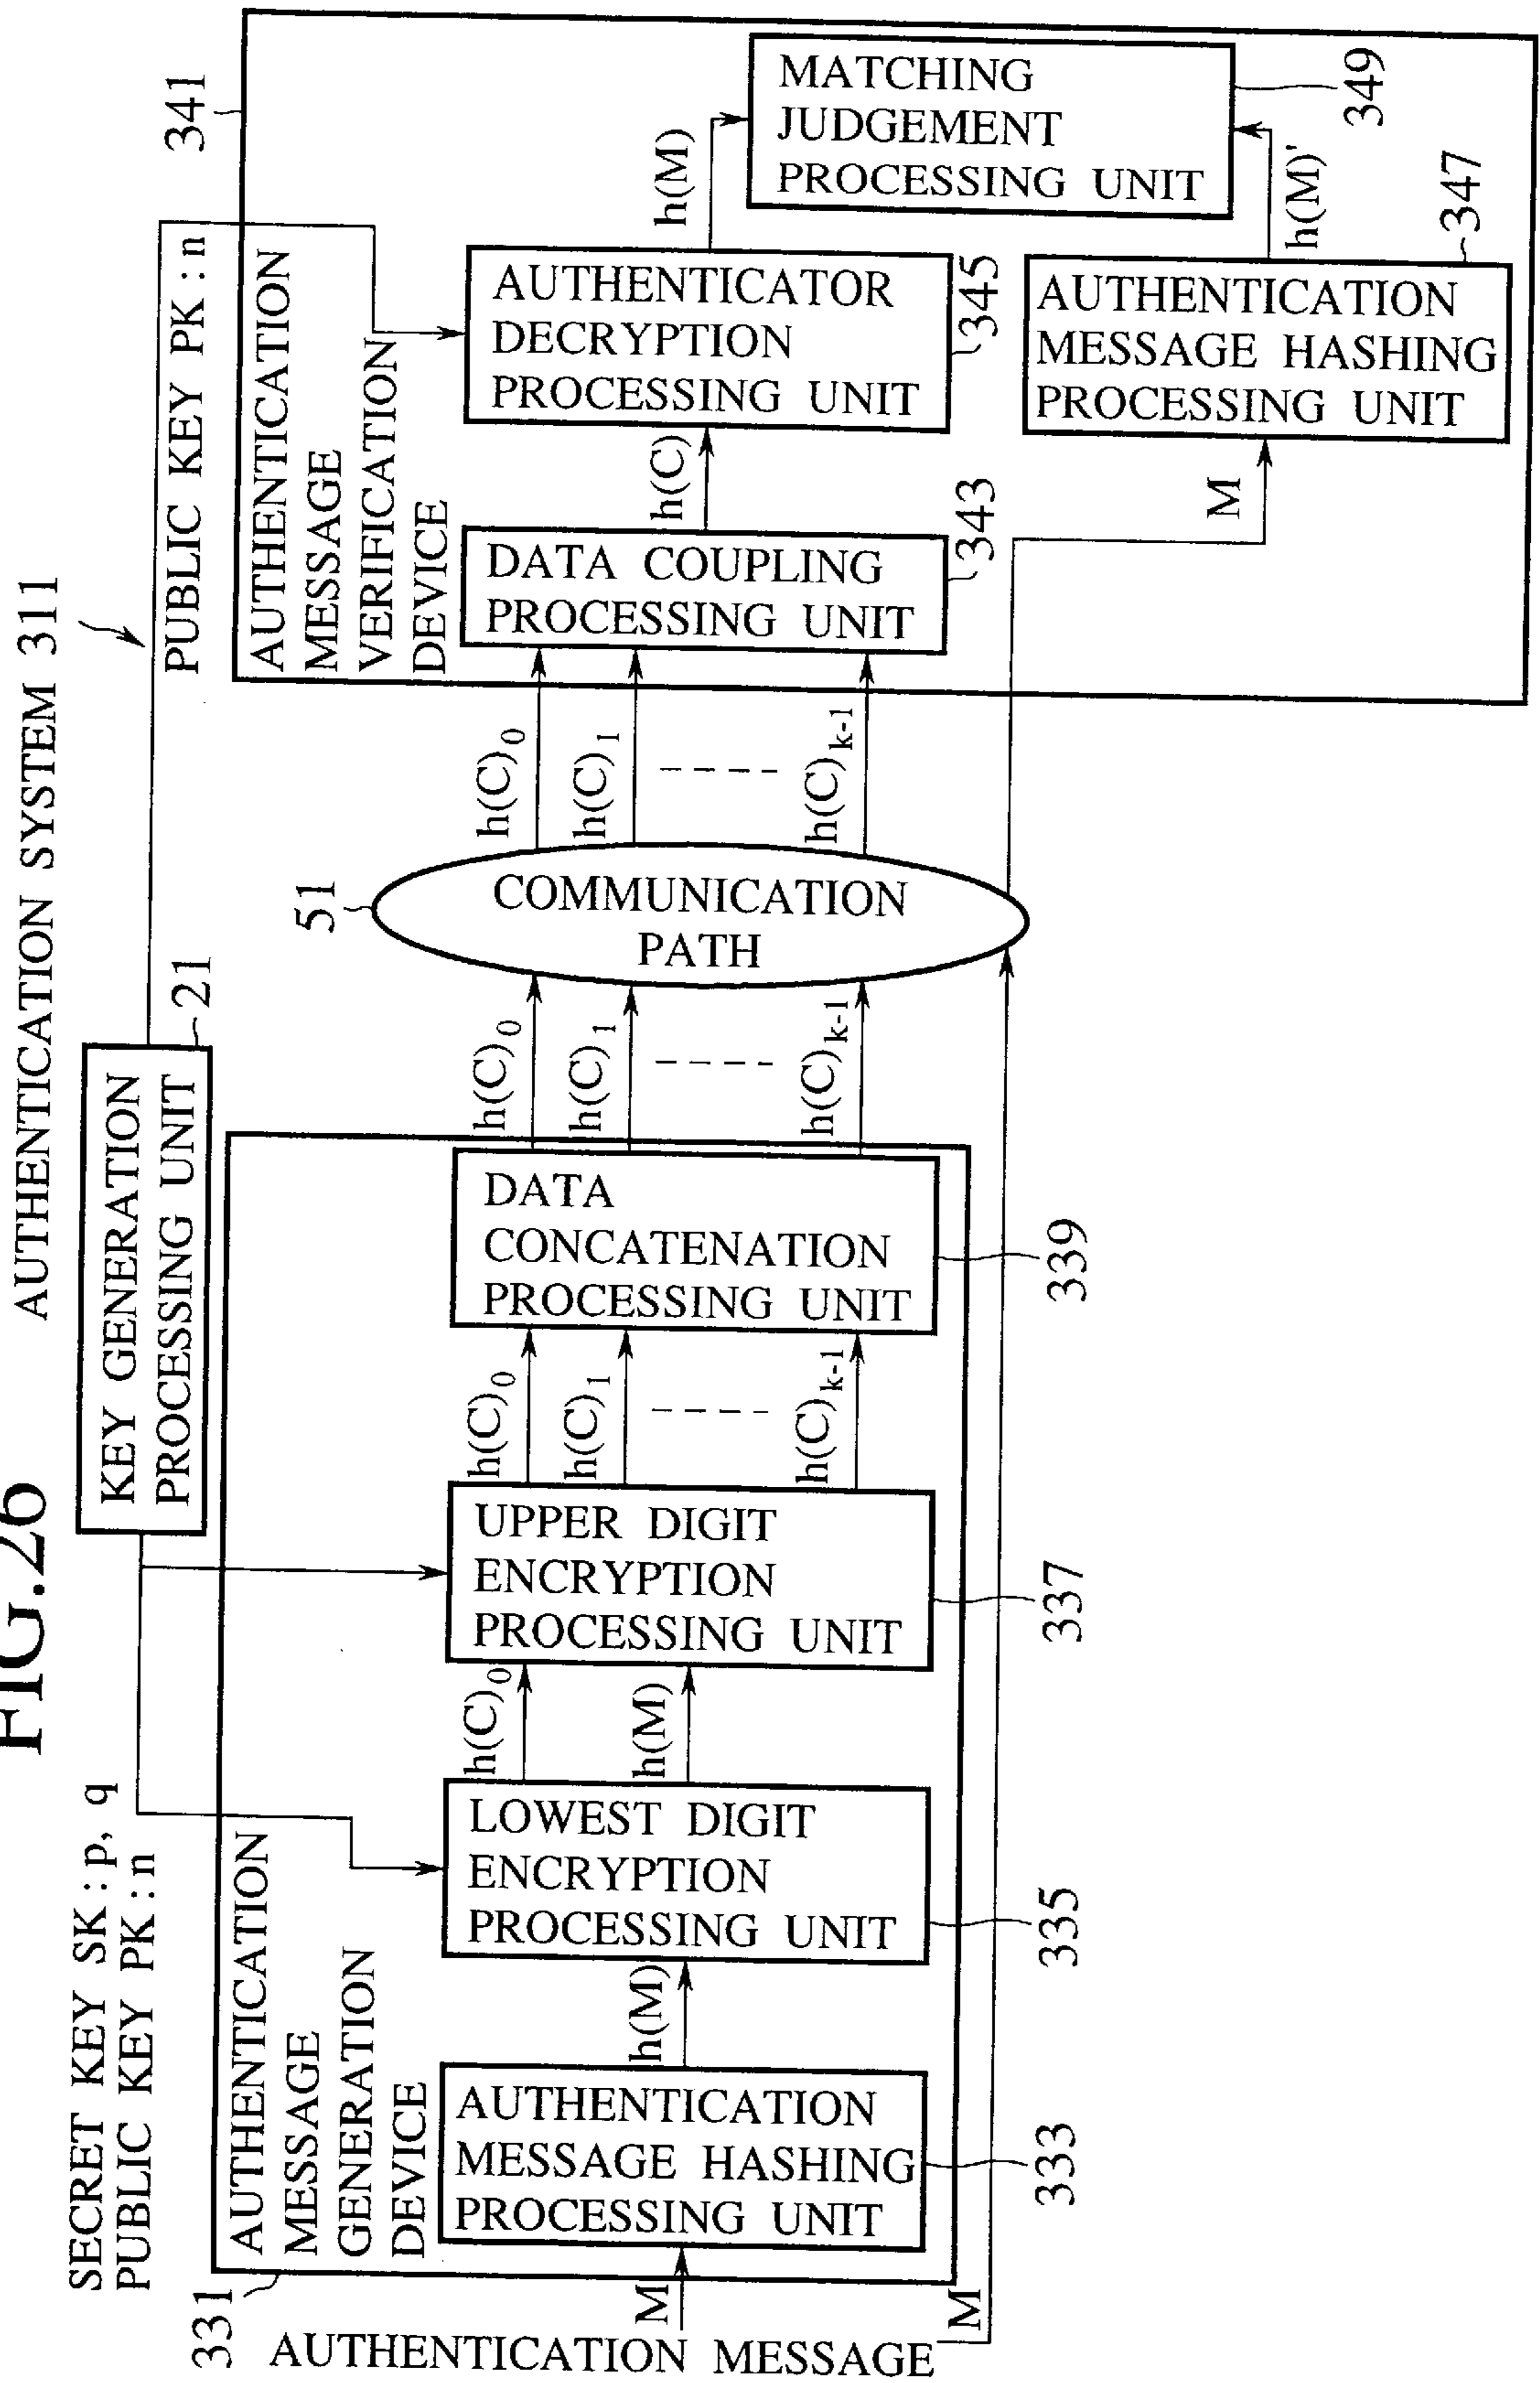 FIG.26
AUTHENTICATION SYSTEM 311
SECRET KEY SK : p, q
PUBLIC KEY PK : n
KEY GENERATION
PROCESSING UNIT
21
PUBLIC KEY PK : n
331
AUTHENTICATION
MESSAGE
GENERATION
DEVICE
AUTHENTICATION MESSAGE
M
M
AUTHENTICATION
MESSAGE HASHING
PROCESSING UNIT
333
h(M)
LOWEST DIGIT
ENCRYPTION
PROCESSING UNIT
335
h(C)0
h(M)
UPPER DIGIT
ENCRYPTION
PROCESSING UNIT
337
h(C)0
h(C)1
h(C)k-1
DATA
CONCATENATION
PROCESSING UNIT
339
h(C)0
h(C)1
h(C)k-1
51
COMMUNICATION
PATH
h(C)0
h(C)1
h(C)k-1
341
AUTHENTICATION
MESSAGE
VERIFICATION
DEVICE
DATA COUPLING
PROCESSING UNIT
343
h(C)
AUTHENTICATOR
DECRYPTION
PROCESSING UNIT
345
h(M)
M
AUTHENTICATION
MESSAGE HASHING
PROCESSING UNIT
347
h(M)'
MATCHING
JUDGEMENT
PROCESSING UNIT
349